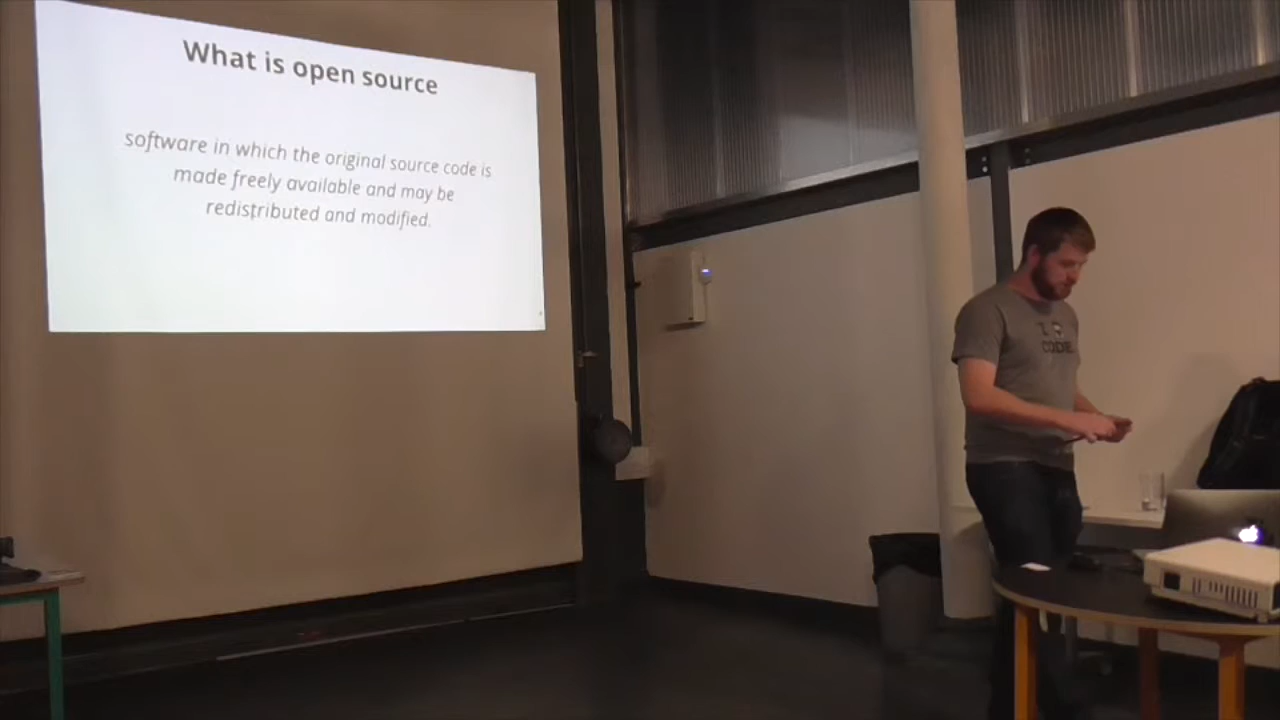 What is open source
software in which the original source code is
made freely available and may be
redistributed and modified.
I
CODE